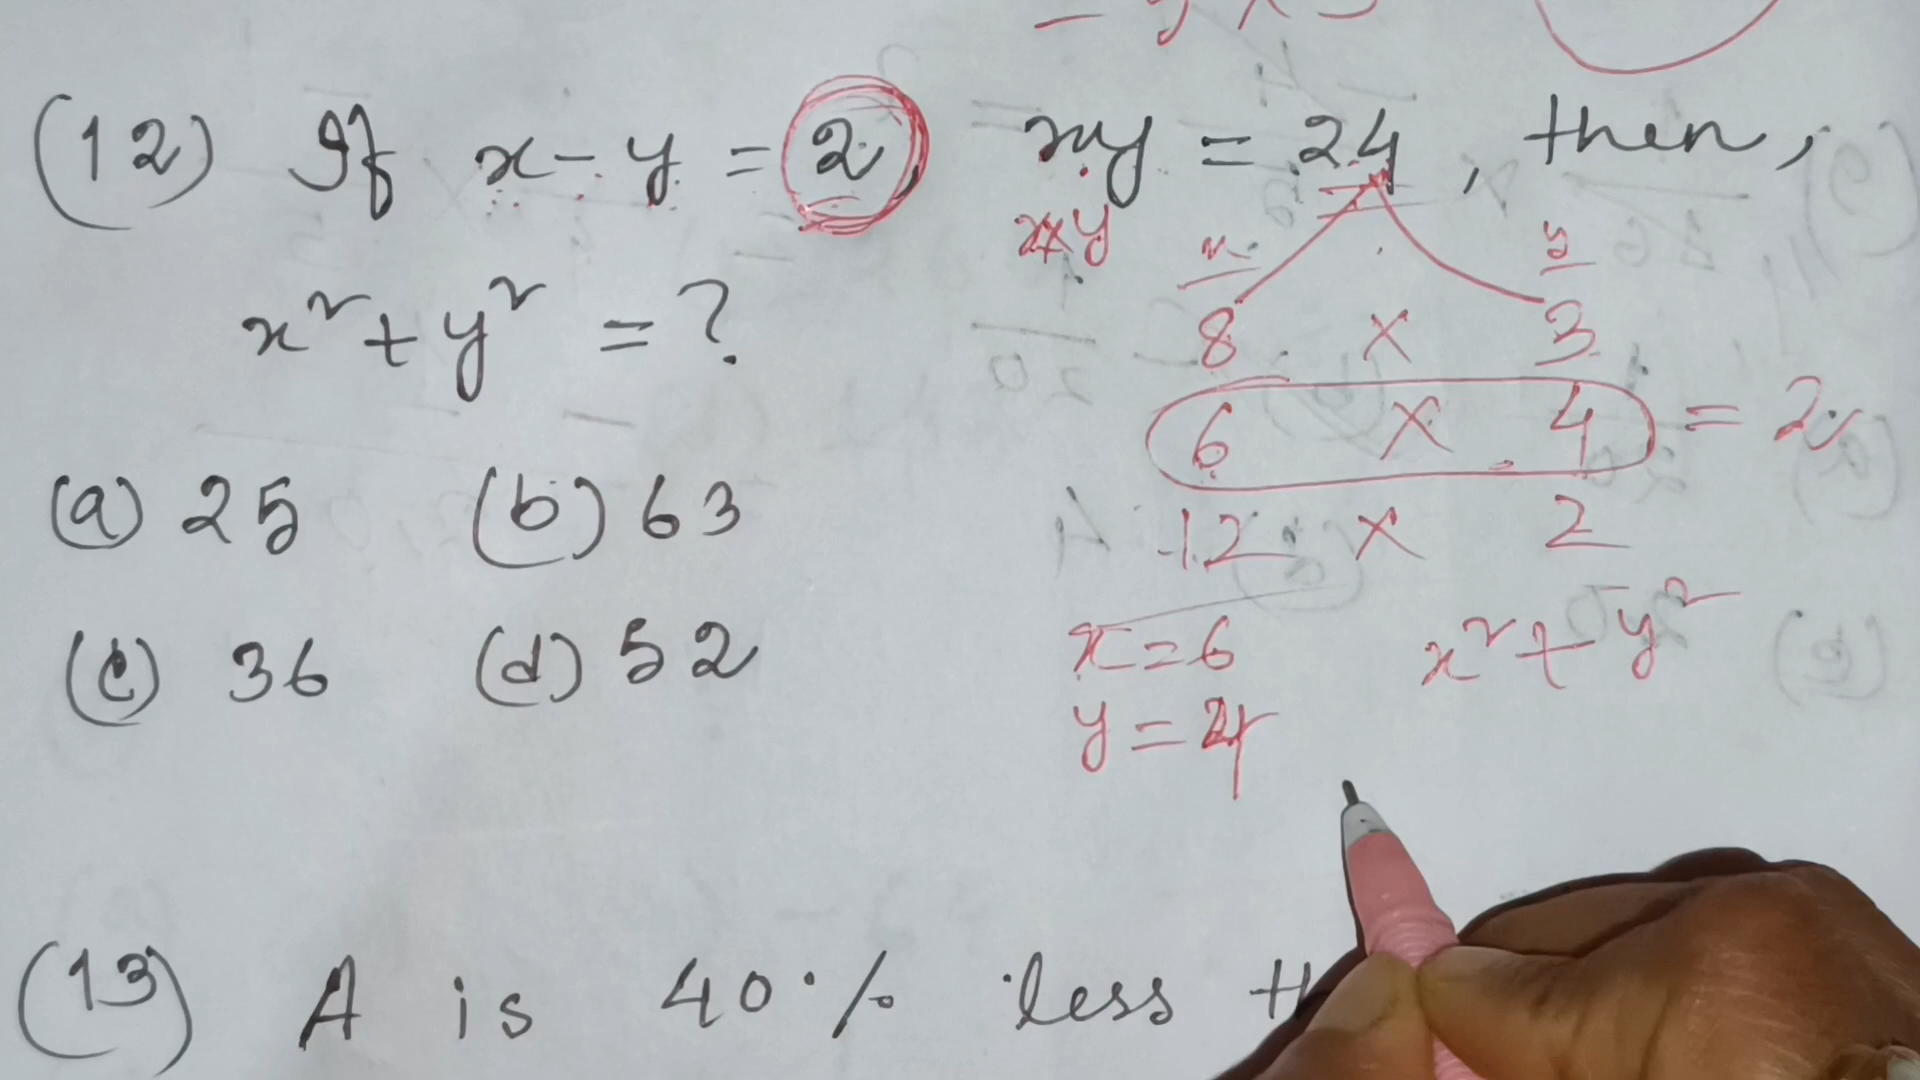 (12) If x - y = 2, xy = 24, then,
x² + y² = ?
(a) 25 (b) 63
(c) 36 (d) 52
x×y
x y
8 × 3
6 × 4 = 2
12 × 2
x = 6
y = 4
x² + y²
(13) A is 40% less